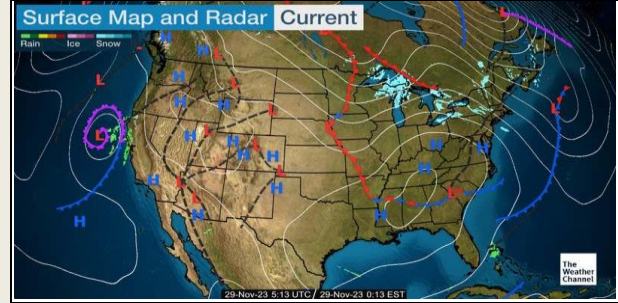 Surface Map and Radar Current
Rain Ice Snow
L
H
H L
H L
H H L
L
L
H L H L
H H L
H L H
L
H H
H
H
H
H
L
H
L
29-Nov-23 5:13 UTC / 29-Nov-23 0:13 EST
The
Weather
Channel